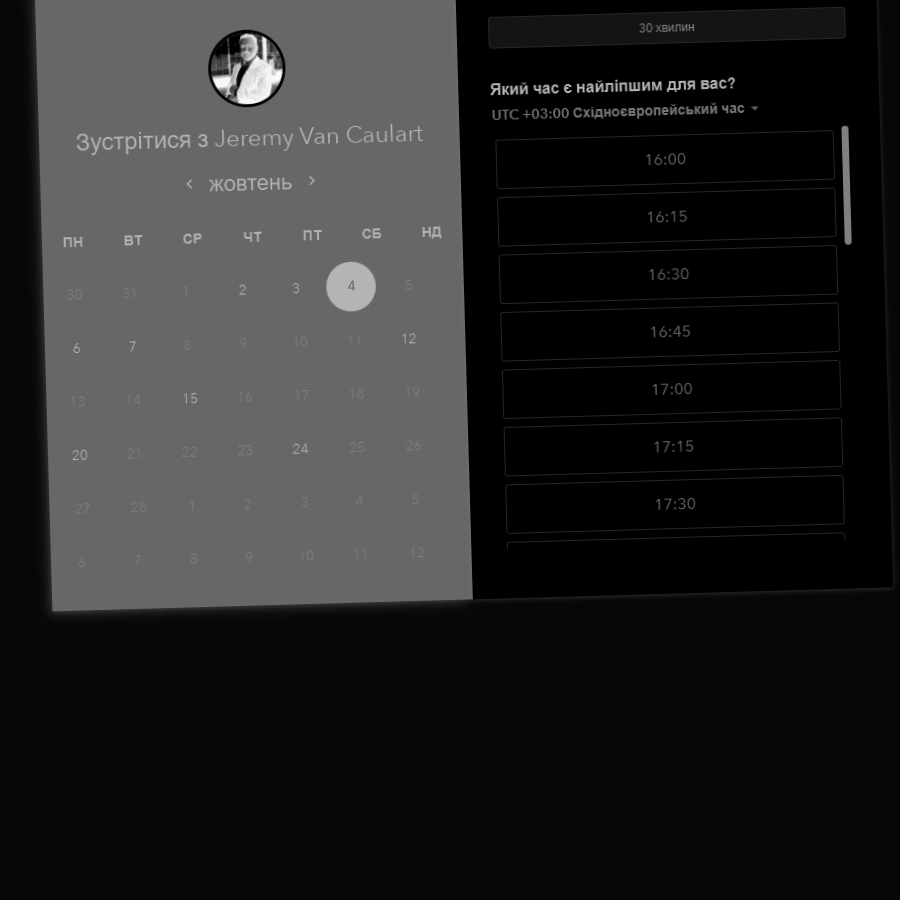 Зустрітися з Jeremy Van Caulart
жовтень
ПН ВТ СР ЧТ ПТ СБ НД
30 31 1 2 3 4 5
6 7 8 9 10 11 12
13 14 15 16 17 18 19
20 21 22 23 24 25 26
27 28 1 2 3 4 5
6 7 8 9 10 11 12
30 хвилин
Який час є найліпшим для вас?
UTC +03:00 Східноєвропейський час
16:00
16:15
16:30
16:45
17:00
17:15
17:30